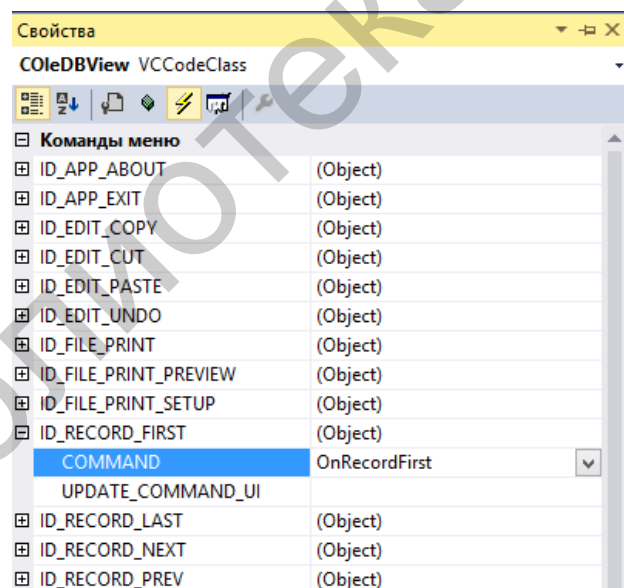 Свойства
COleDBView VCCodeClass
Команды меню
ID_APP_ABOUT (Object)
ID_APP_EXIT (Object)
ID_EDIT_COPY (Object)
ID_EDIT_CUT (Object)
ID_EDIT_PASTE (Object)
ID_EDIT_UNDO (Object)
ID_FILE_PRINT (Object)
ID_FILE_PRINT_PREVIEW (Object)
ID_FILE_PRINT_SETUP (Object)
ID_RECORD_FIRST (Object)
COMMAND OnRecordFirst
UPDATE_COMMAND_UI
ID_RECORD_LAST (Object)
ID_RECORD_NEXT (Object)
ID_RECORD_PREV (Object)